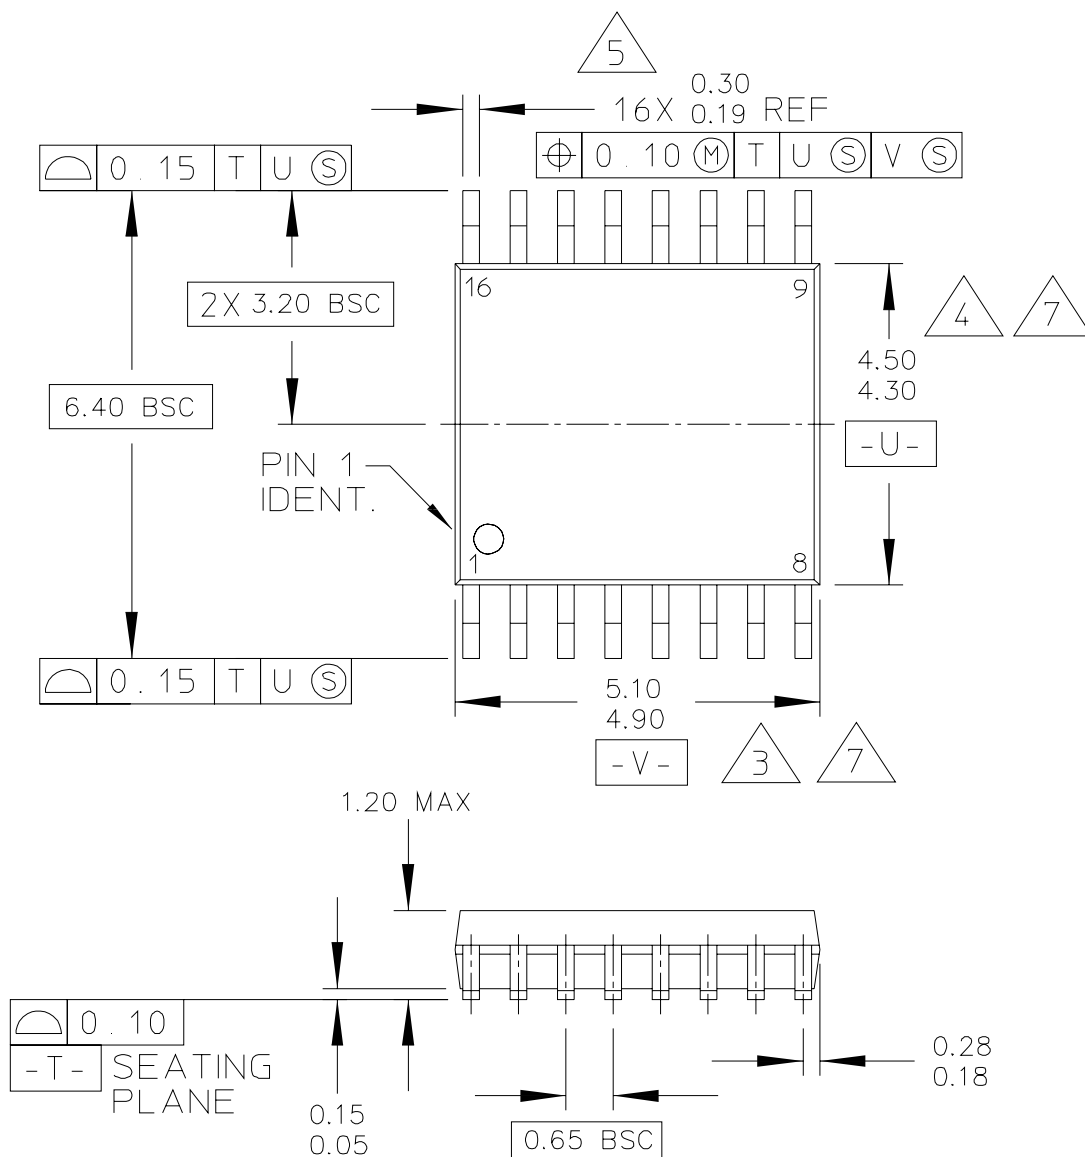 5
0.30
16X 0.19 REF
⌖ 0.10 Ⓜ T U Ⓢ V Ⓢ
⌓ 0.15 T U Ⓢ
16
9
2X 3.20 BSC
4
7
4.50
4.30
6.40 BSC
-U-
PIN 1
IDENT.
1
8
⌓ 0.15 T U Ⓢ
5.10
4.90
-V-
3
7
1.20 MAX
⌓ 0.10
-T- SEATING
PLANE
0.28
0.18
0.15
0.05
0.65 BSC